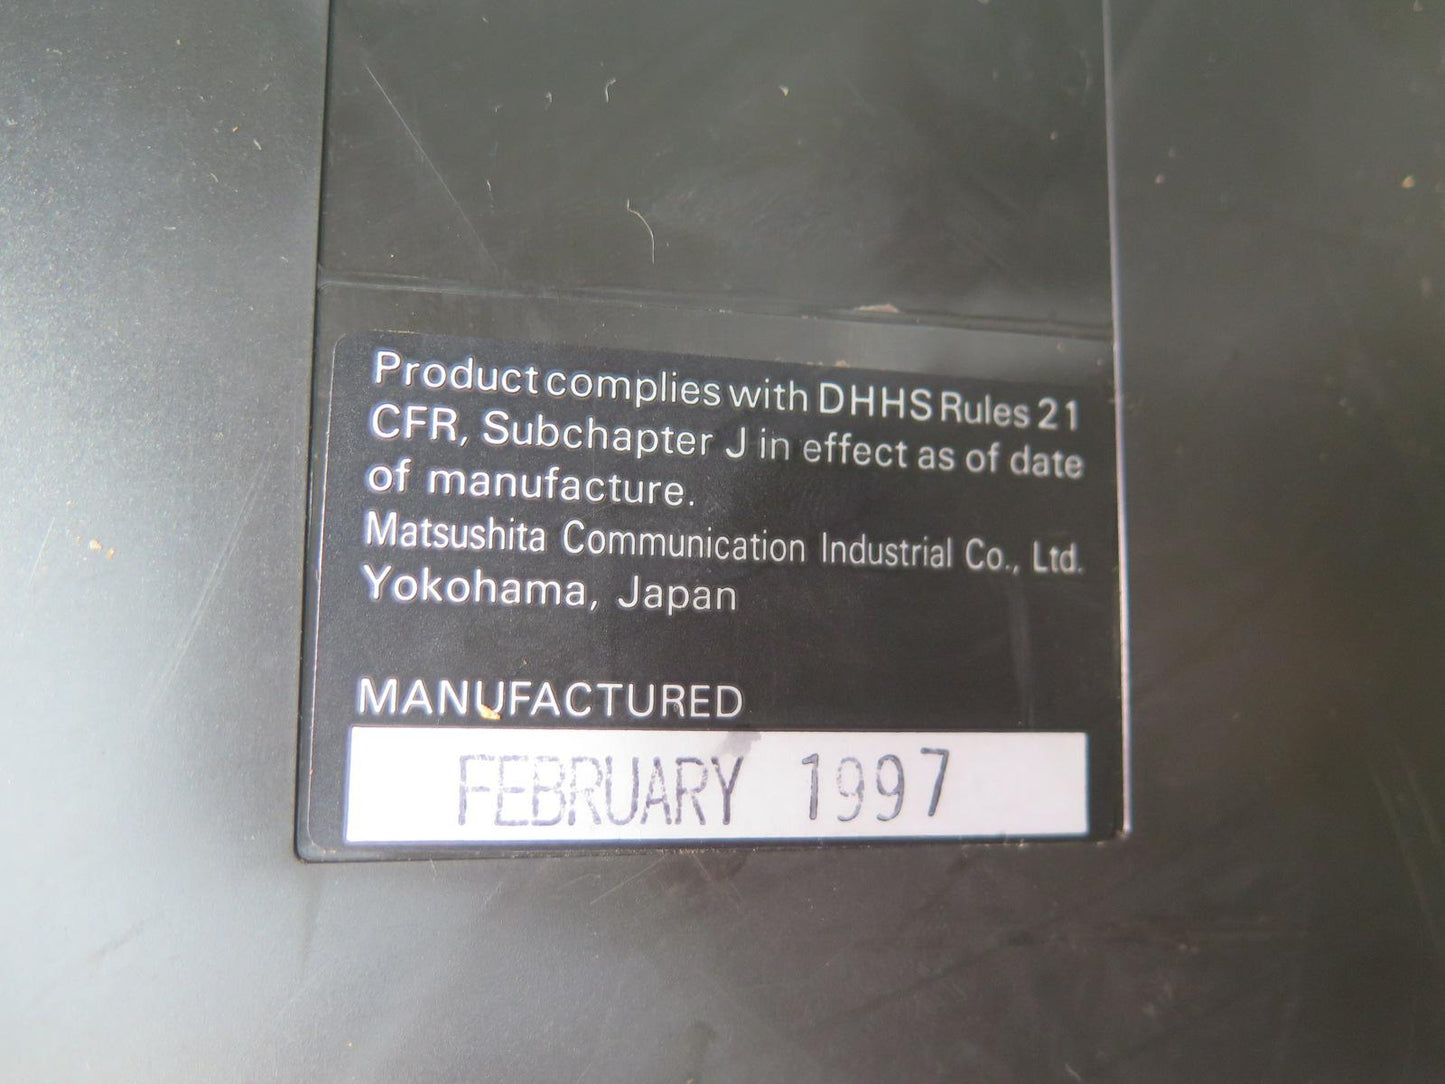 Product complies with DHHS Rules 21
CFR, Subchapter J in effect as of date
of manufacture.
Matsushita Communication Industrial Co., Ltd.
Yokohama, Japan
MANUFACTURED
FEBRUARY 1997